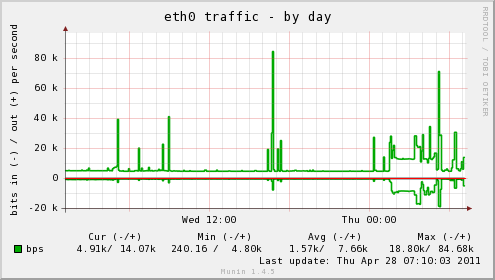 eth0 traffic - by day
RRDTOOL / TOBI OETIKER
bits in (-) / out (+) per second
80 k
60 k
40 k
20 k
0
-20 k
Wed 12:00 Thu 00:00
Cur (-/+) Min (-/+) Avg (-/+) Max (-/+)
bps 4.91k/ 14.07k 240.16 / 4.80k 1.57k/ 7.66k 18.80k/ 84.68k
Last update: Thu Apr 28 07:10:03 2011
Munin 1.4.5